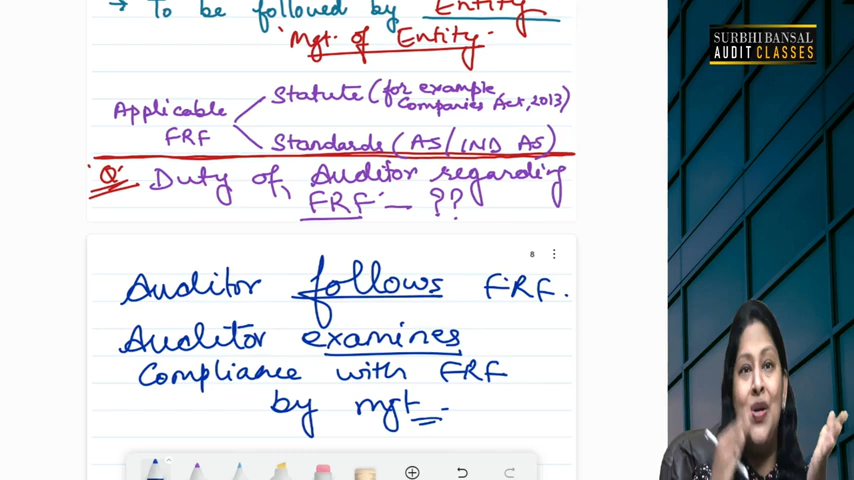 → To be followed by Entity
"Mgt. of Entity."
Applicable FRF
Statute (for example Companies Act, 2013)
Standards (AS/IND AS)
"Q" Duty of Auditor regarding
FRF — ??
8
Auditor follows FRF.
Auditor examines
Compliance with FRF
by mgt.
SURBHI BANSAL
AUDIT CLASSES